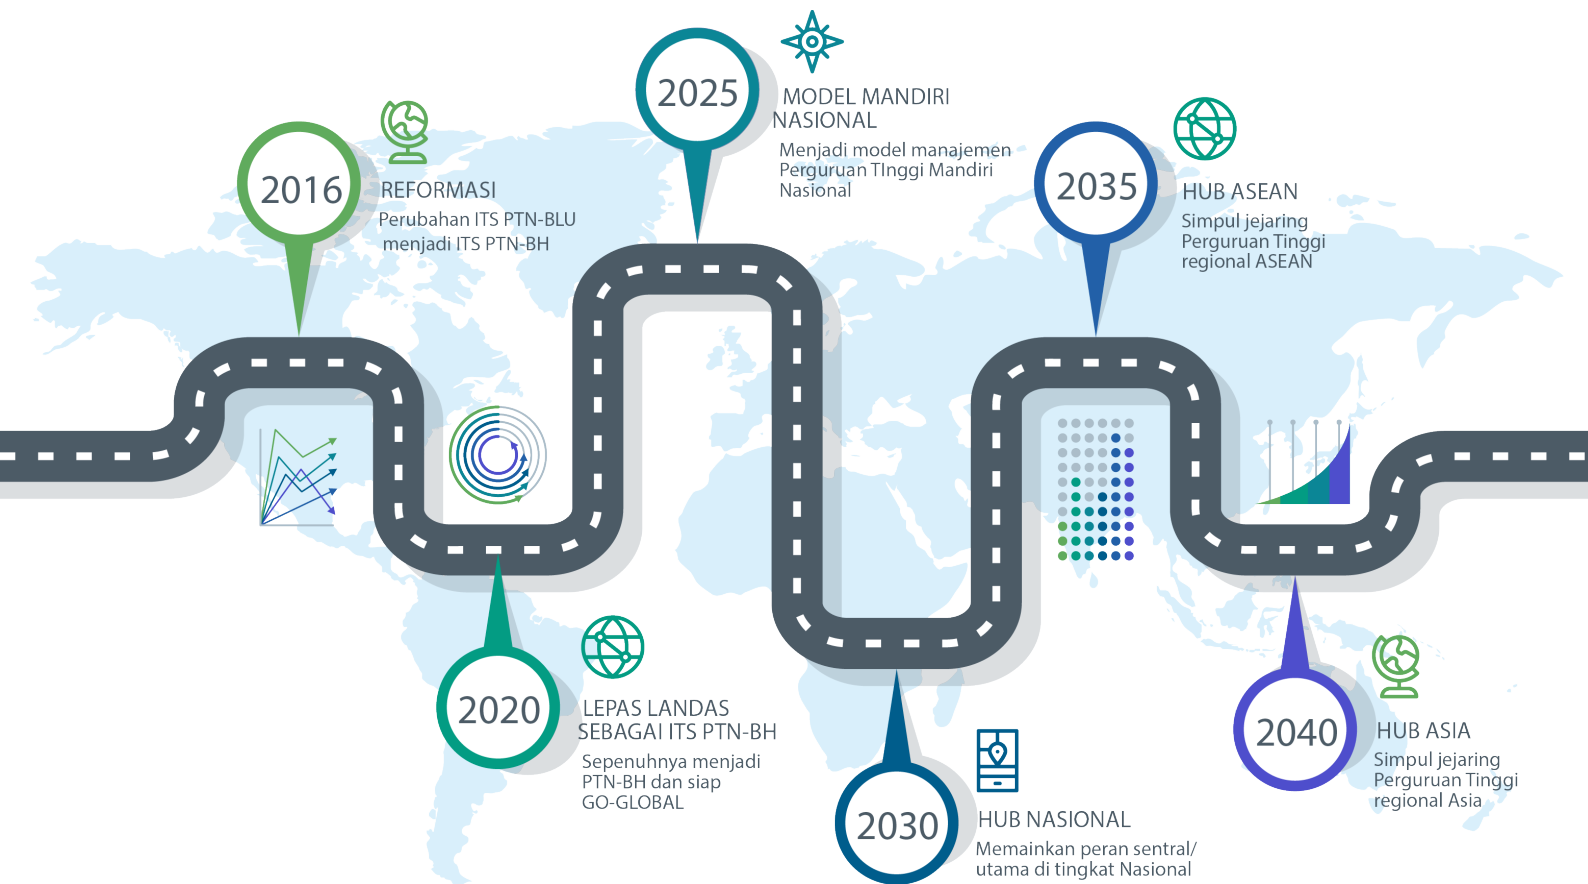 2016
REFORMASI
Perubahan ITS PTN-BLU
menjadi ITS PTN-BH
2020
LEPAS LANDAS
SEBAGAI ITS PTN-BH
Sepenuhnya menjadi
PTN-BH dan siap
GO-GLOBAL
2025
MODEL MANDIRI
NASIONAL
Menjadi model manajemen
Perguruan TInggi Mandiri
Nasional
2030
HUB NASIONAL
Memainkan peran sentral/
utama di tingkat Nasional
2035
HUB ASEAN
Simpul jejaring
Perguruan Tinggi
regional ASEAN
2040
HUB ASIA
Simpul jejaring
Perguruan Tinggi
regional Asia